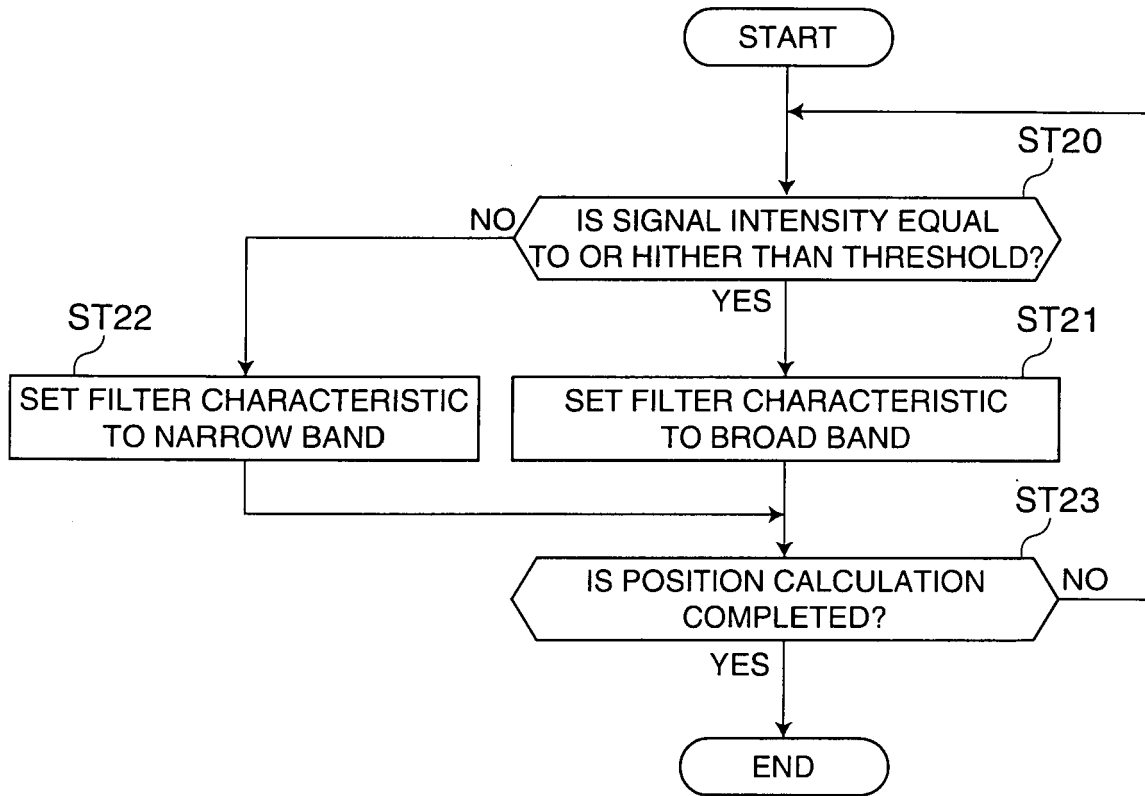 START
ST20
IS SIGNAL INTENSITY EQUAL
TO OR HITHER THAN THRESHOLD?
NO
YES
ST22
ST21
SET FILTER CHARACTERISTIC
TO NARROW BAND
SET FILTER CHARACTERISTIC
TO BROAD BAND
ST23
IS POSITION CALCULATION
COMPLETED?
NO
YES
END